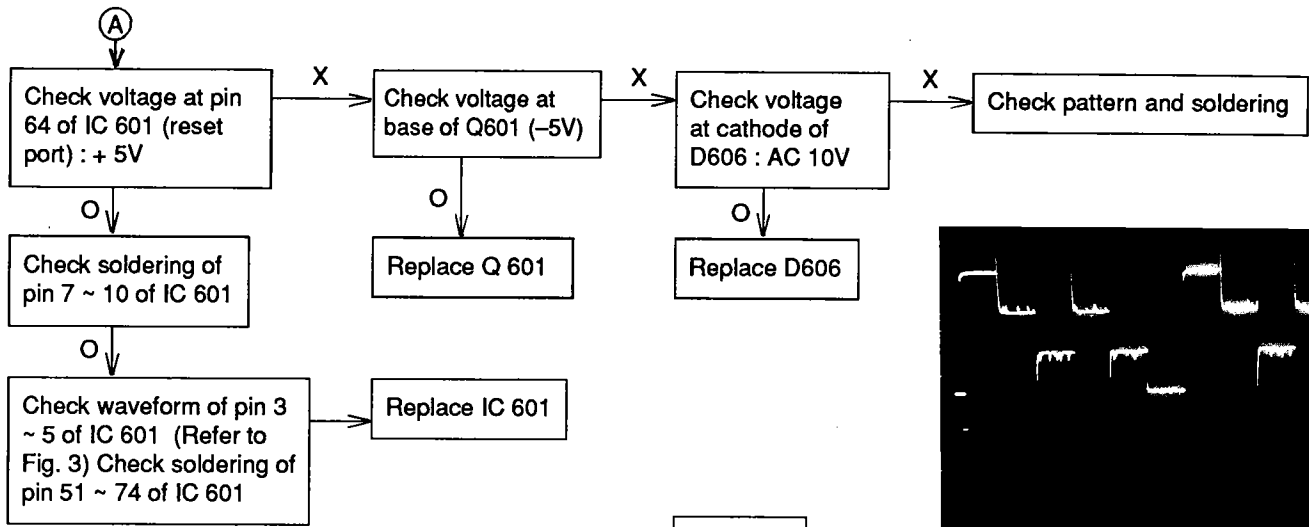 A
Check voltage at pin
64 of IC 601 (reset
port) : + 5V
X
Check voltage at
base of Q601 (–5V)
X
Check voltage
at cathode of
D606 : AC 10V
X
Check pattern and soldering
O
Check soldering of
pin 7 ~ 10 of IC 601
O
Replace Q 601
O
Replace D606
O
Check waveform of pin 3
~ 5 of IC 601 (Refer to
Fig. 3) Check soldering of
pin 51 ~ 74 of IC 601
Replace IC 601